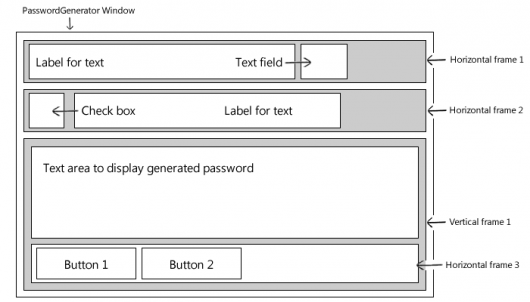 PasswordGenerator Window
Label for text Text field
Horizontal frame 1
Check box Label for text
Horizontal frame 2
Text area to display generated password
Vertical frame 1
Button 1 Button 2
Horizontal frame 3